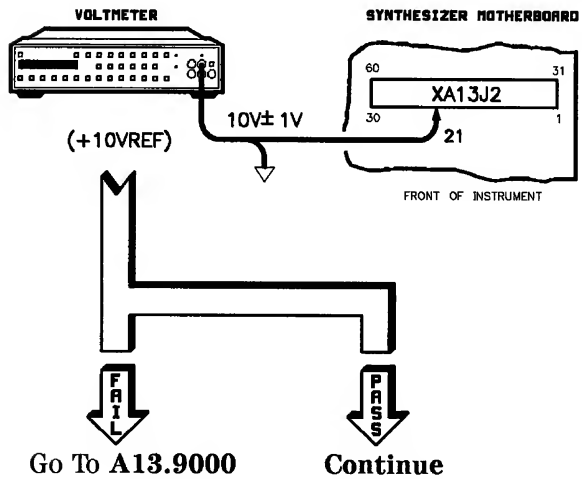 VOLTMETER
SYNTHESIZER MOTHERBOARD
60
31
XA13J2
30
1
10V± 1V
21
(+10VREF)
FRONT OF INSTRUMENT
FAIL
PASS
Go To A13.9000
Continue